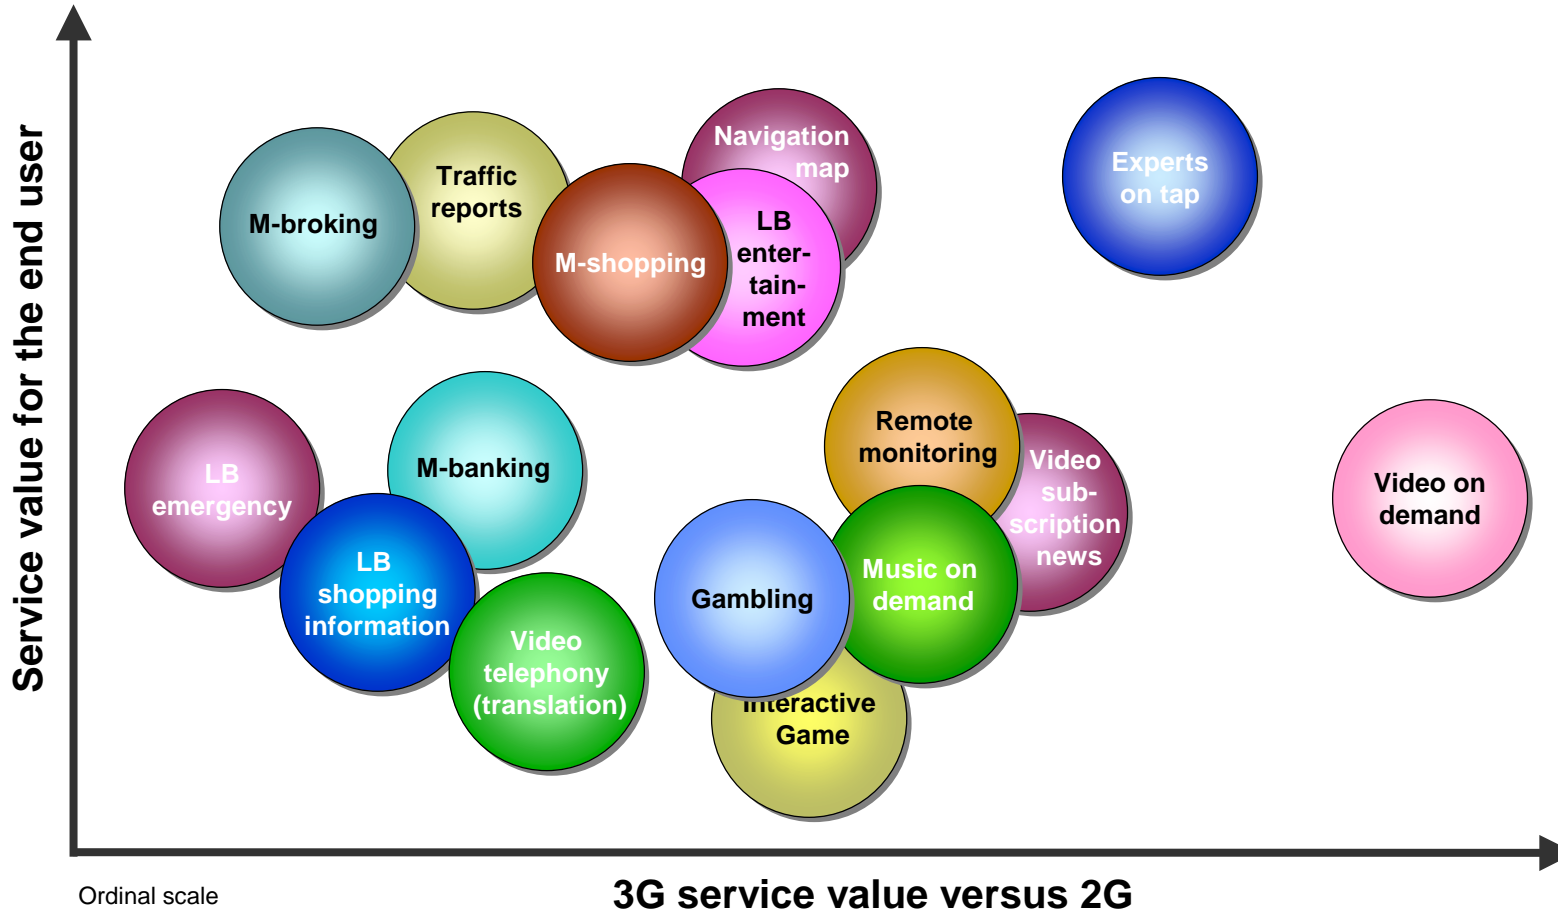 Service value for the end user
Navigation
map
Experts
on tap
Traffic
reports
M-broking
M-shopping
LB
enter-
tain-
ment
Remote
monitoring
M-banking
LB
emergency
Video
sub-
scription
news
Video on
demand
LB
shopping
information
Music on
demand
Gambling
Video
telephony
(translation)
Interactive
Game
Ordinal scale
3G service value versus 2G